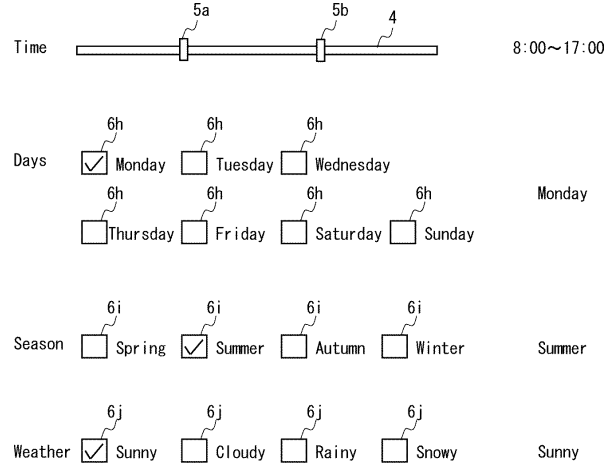 5a 5b 4
Time 8:00～17:00
6h 6h 6h
Days Monday Tuesday Wednesday
6h 6h 6h 6h
Monday
Thursday Friday Saturday Sunday
6i 6i 6i 6i
Season Spring Summer Autumn Winter Summer
6j 6j 6j 6j
Weather Sunny Cloudy Rainy Snowy Sunny